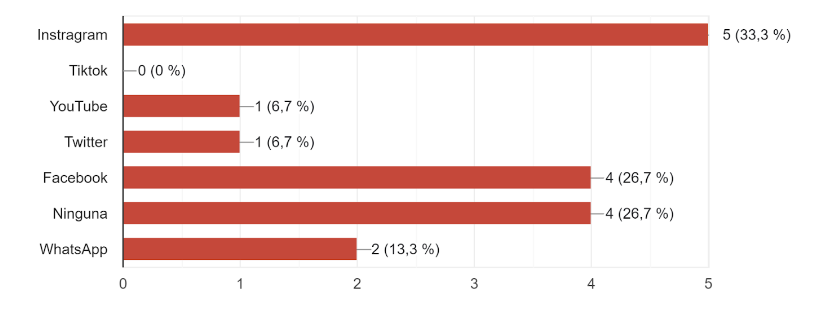 Instragram 5 (33,3 %)
Tiktok 0 (0 %)
YouTube 1 (6,7 %)
Twitter 1 (6,7 %)
Facebook 4 (26,7 %)
Ninguna 4 (26,7 %)
WhatsApp 2 (13,3 %)
0 1 2 3 4 5